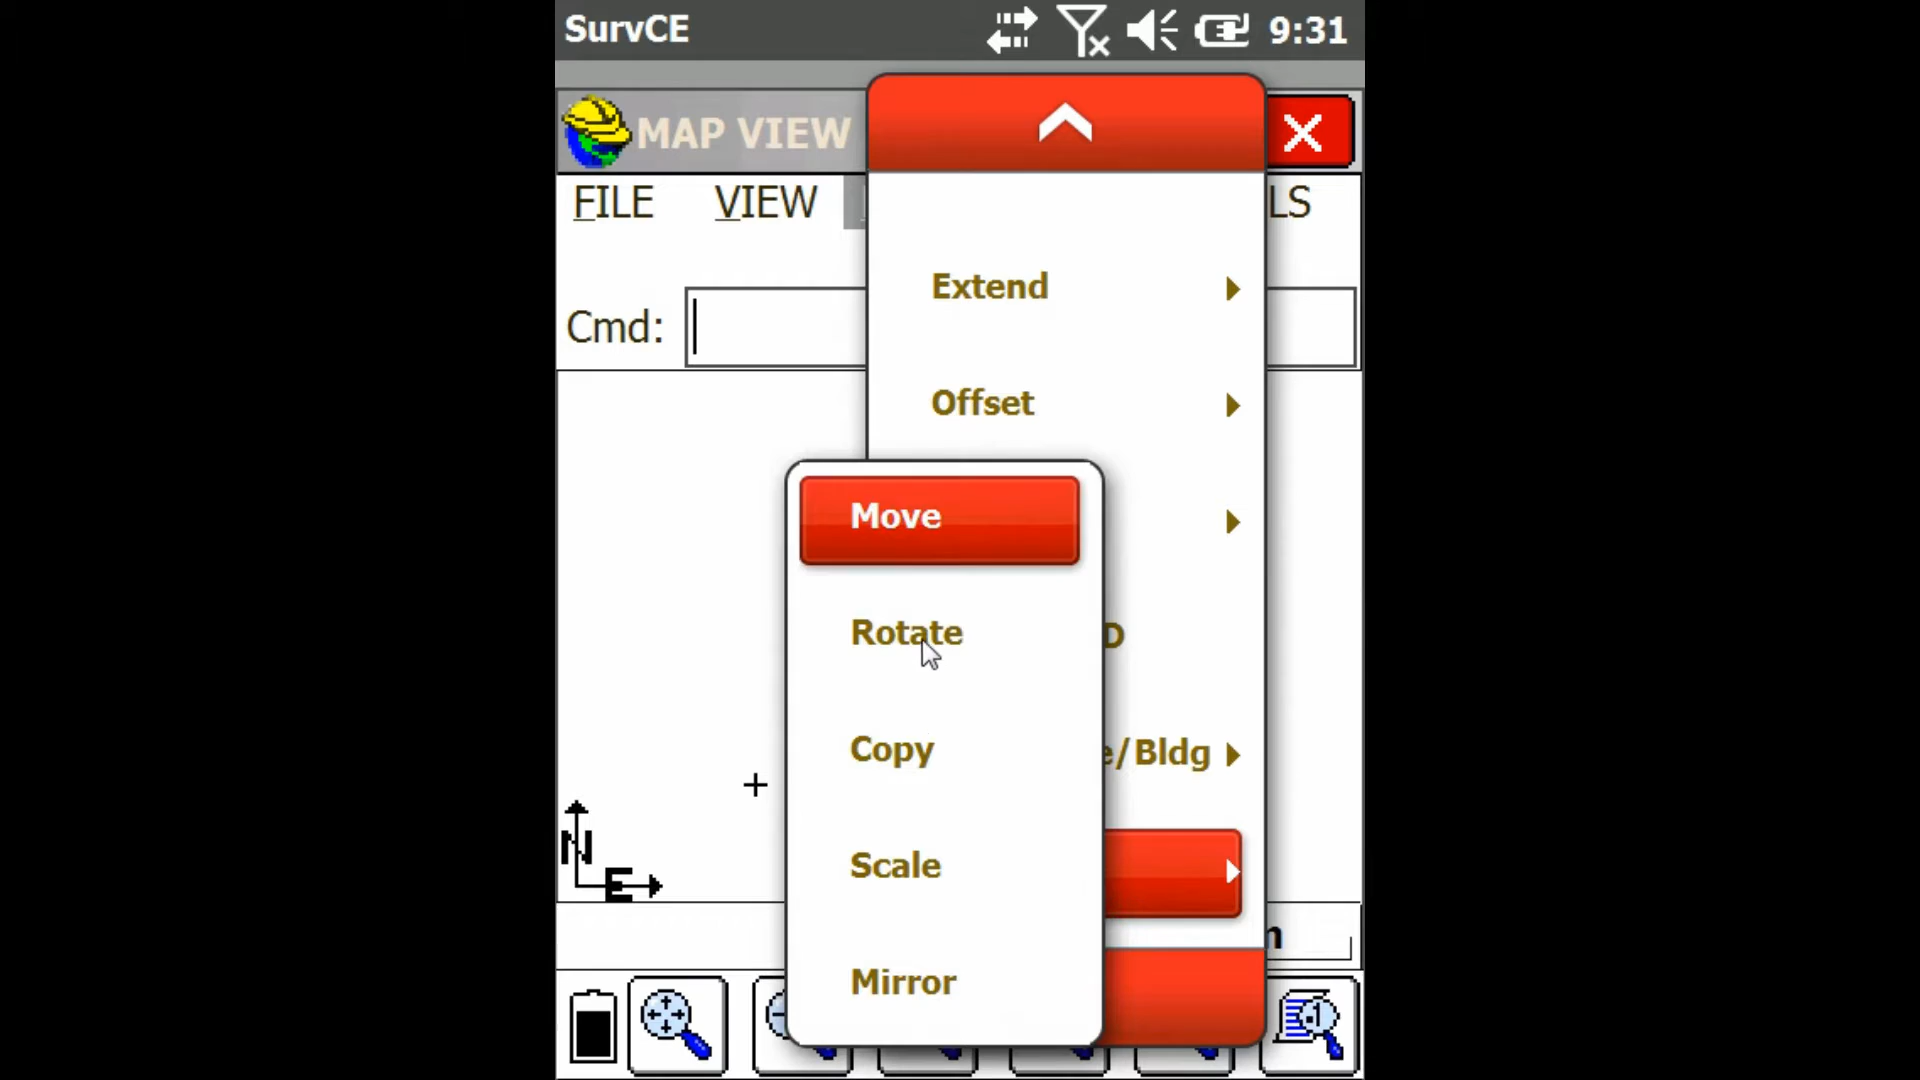 SurvCE 9:31
MAP VIEW
FILE VIEW LS
Cmd:
Extend
Offset
Move
Rotate D
Copy e/Bldg
Scale
N
E
Mirror